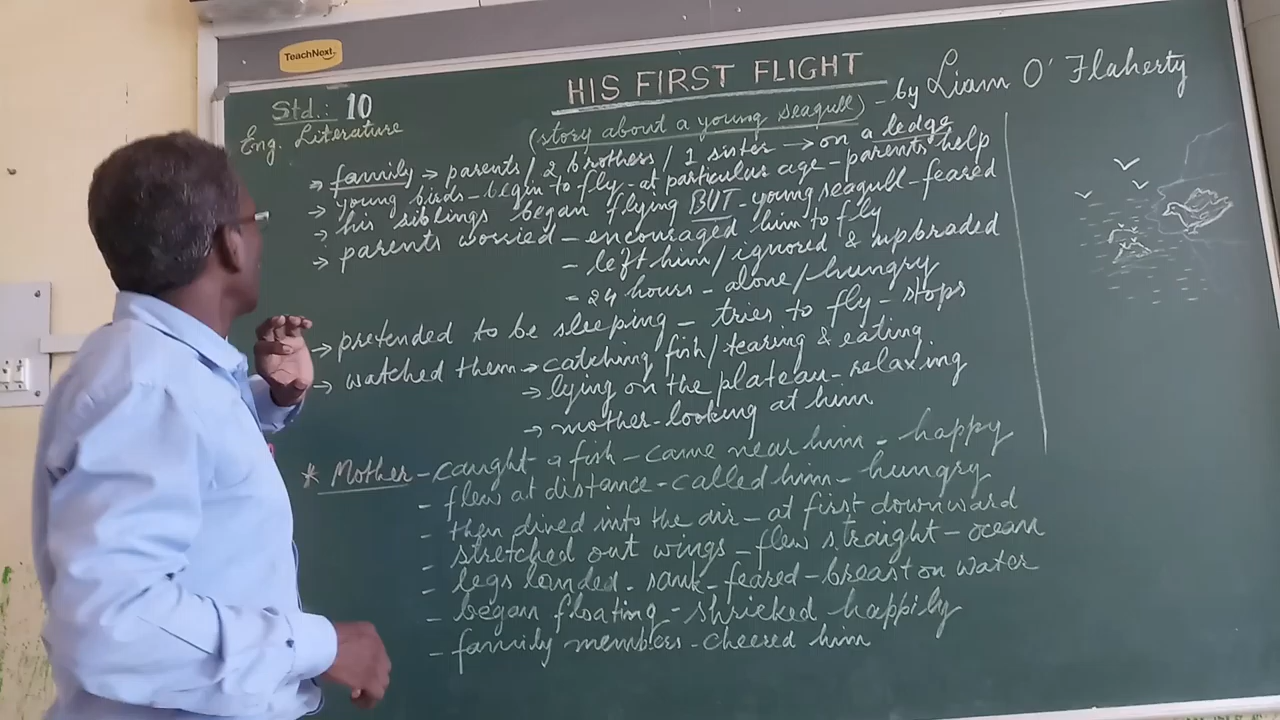 TeachNext
HIS FIRST FLIGHT
Std.: 10
Eng. Literature
(story about a young seagull) - by Liam O' Flaherty
→ family → parents / 2 brothers / 1 sister → on a ledge
→ young birds - begin to fly - at particular age - parents help
→ his siblings began flying BUT - young seagull - feared
→ parents worried - encouraged him to fly
- left him / ignored & upbraded
- 24 hours - alone / hungry
→ pretended to be sleeping - tries to fly - stops
→ watched them → catching fish / tearing & eating
→ lying on the plateau - relaxing
→ mother - looking at him
* Mother - caught a fish - came near him - happy
- flew at distance - called him - hungry
- then dived into the air - at first downward
- stretched out wings - flew straight - ocean
- legs landed - sank - feared - breast on water
- began floating - shrieked happily
- family members - cheered him